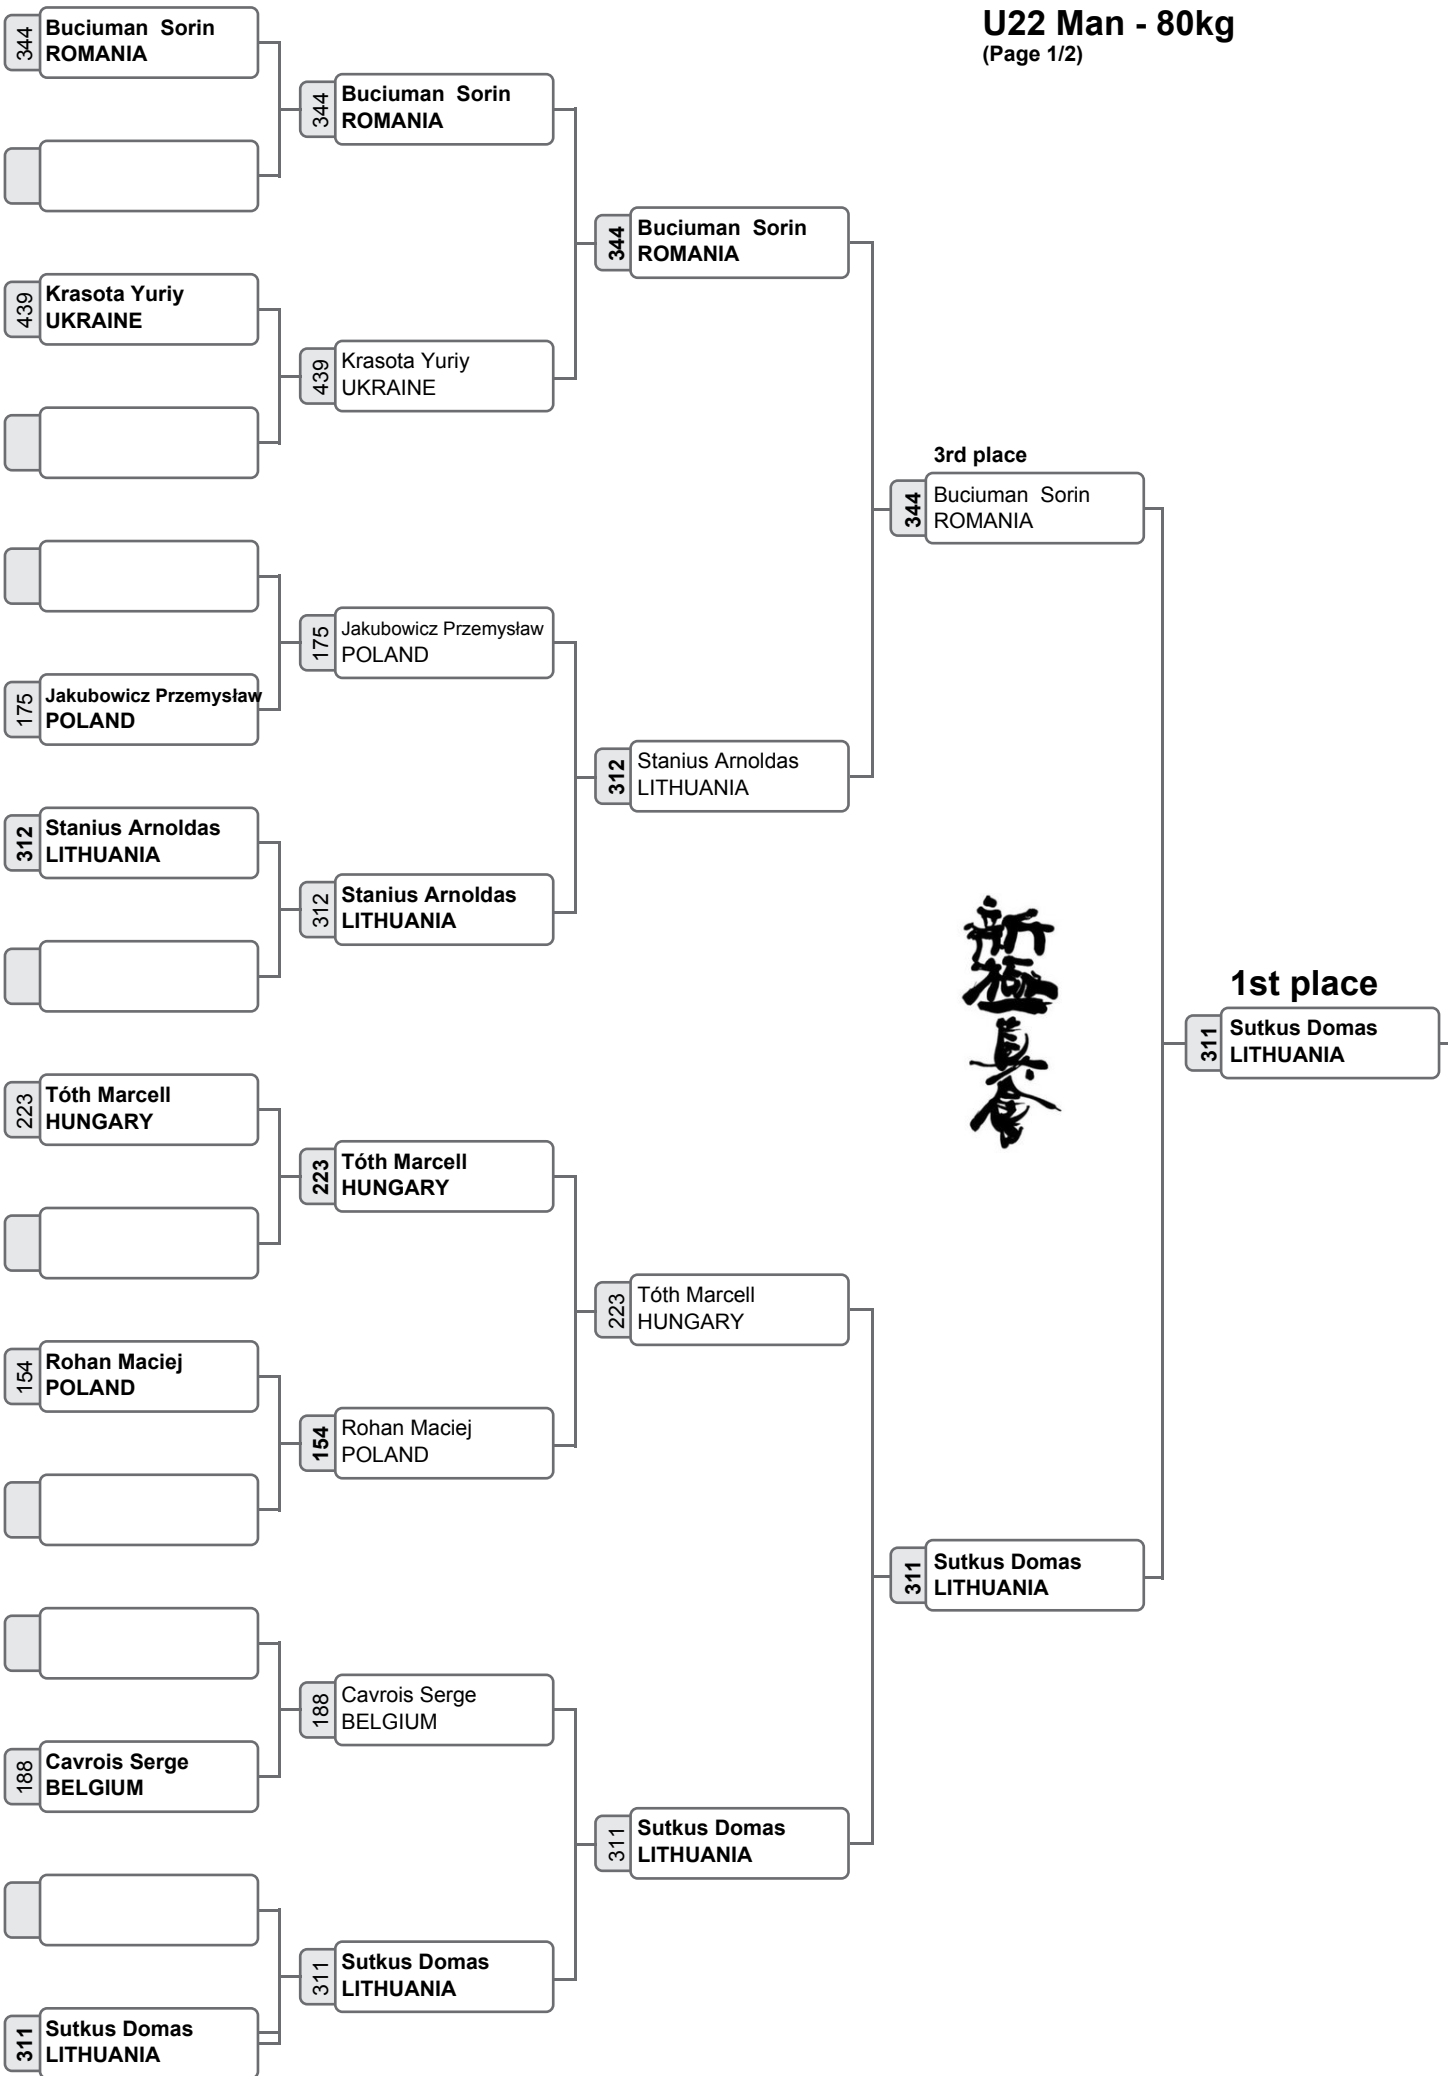 U22 Man - 80kg
(Page 1/2)
344
Buciuman Sorin
ROMANIA
439
Krasota Yuriy
UKRAINE
175
Jakubowicz Przemysław
POLAND
312
Stanius Arnoldas
LITHUANIA
223
Tóth Marcell
HUNGARY
154
Rohan Maciej
POLAND
188
Cavrois Serge
BELGIUM
311
Sutkus Domas
LITHUANIA
344
Buciuman Sorin
ROMANIA
439
Krasota Yuriy
UKRAINE
175
Jakubowicz Przemysław
POLAND
312
Stanius Arnoldas
LITHUANIA
223
Tóth Marcell
HUNGARY
154
Rohan Maciej
POLAND
188
Cavrois Serge
BELGIUM
311
Sutkus Domas
LITHUANIA
344
Buciuman Sorin
ROMANIA
312
Stanius Arnoldas
LITHUANIA
223
Tóth Marcell
HUNGARY
311
Sutkus Domas
LITHUANIA
3rd place
344
Buciuman Sorin
ROMANIA
311
Sutkus Domas
LITHUANIA
新極真会
1st place
311
Sutkus Domas
LITHUANIA